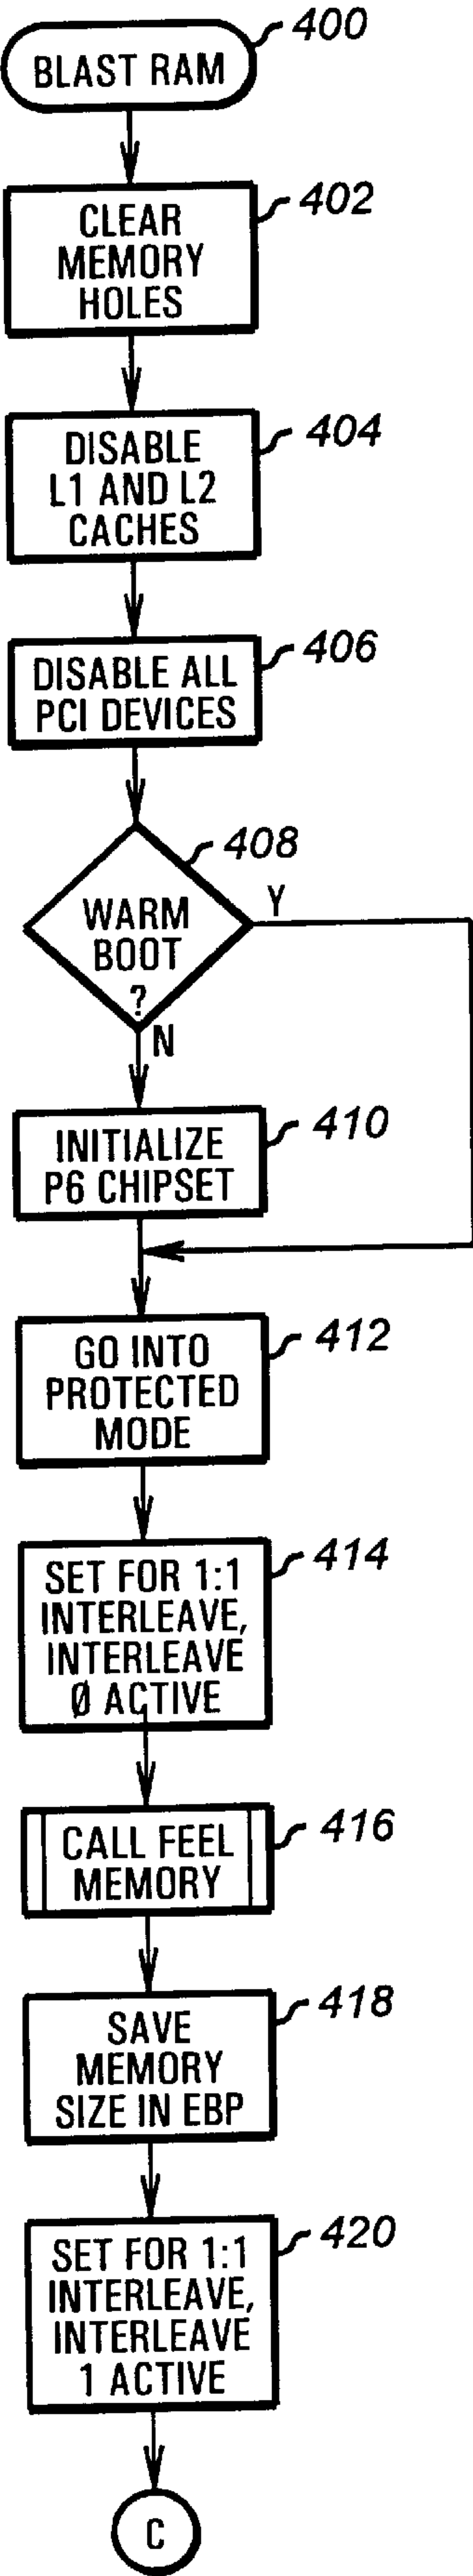 400
BLAST RAM
402
CLEAR
MEMORY
HOLES
404
DISABLE
L1 AND L2
CACHES
406
DISABLE ALL
PCI DEVICES
408
WARM
BOOT
?
Y
N
410
INITIALIZE
P6 CHIPSET
412
GO INTO
PROTECTED
MODE
414
SET FOR 1:1
INTERLEAVE,
INTERLEAVE
Ø ACTIVE
416
CALL FEEL
MEMORY
418
SAVE
MEMORY
SIZE IN EBP
420
SET FOR 1:1
INTERLEAVE,
INTERLEAVE
1 ACTIVE
C